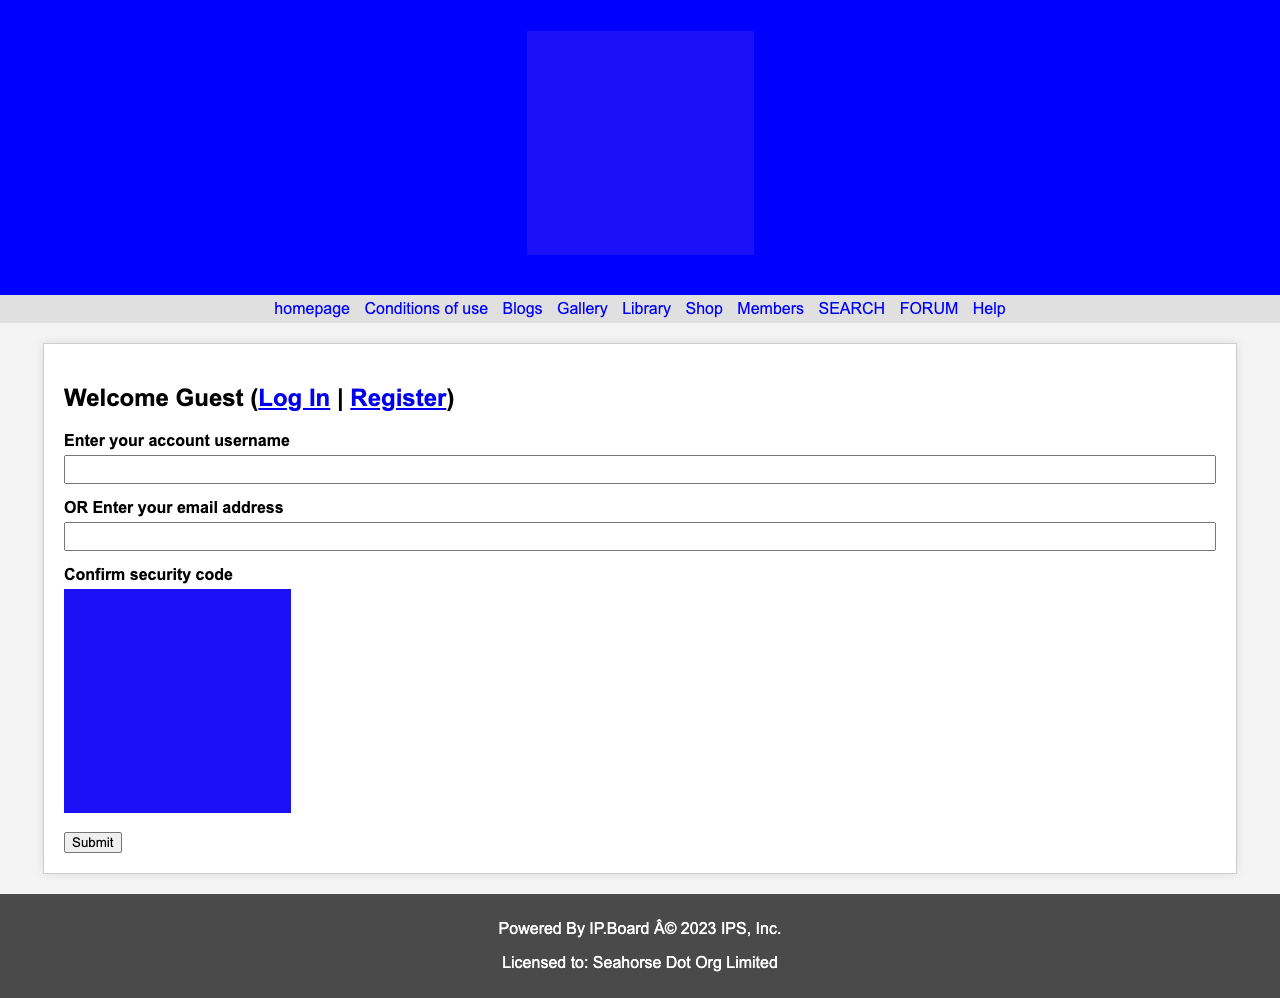 homepage Conditions of use Blogs Gallery Library Shop Members SEARCH FORUM Help
Welcome Guest (Log In | Register)
Enter your account username
OR Enter your email address
Confirm security code
Submit
Powered By IP.Board Â© 2023 IPS, Inc.
Licensed to: Seahorse Dot Org Limited